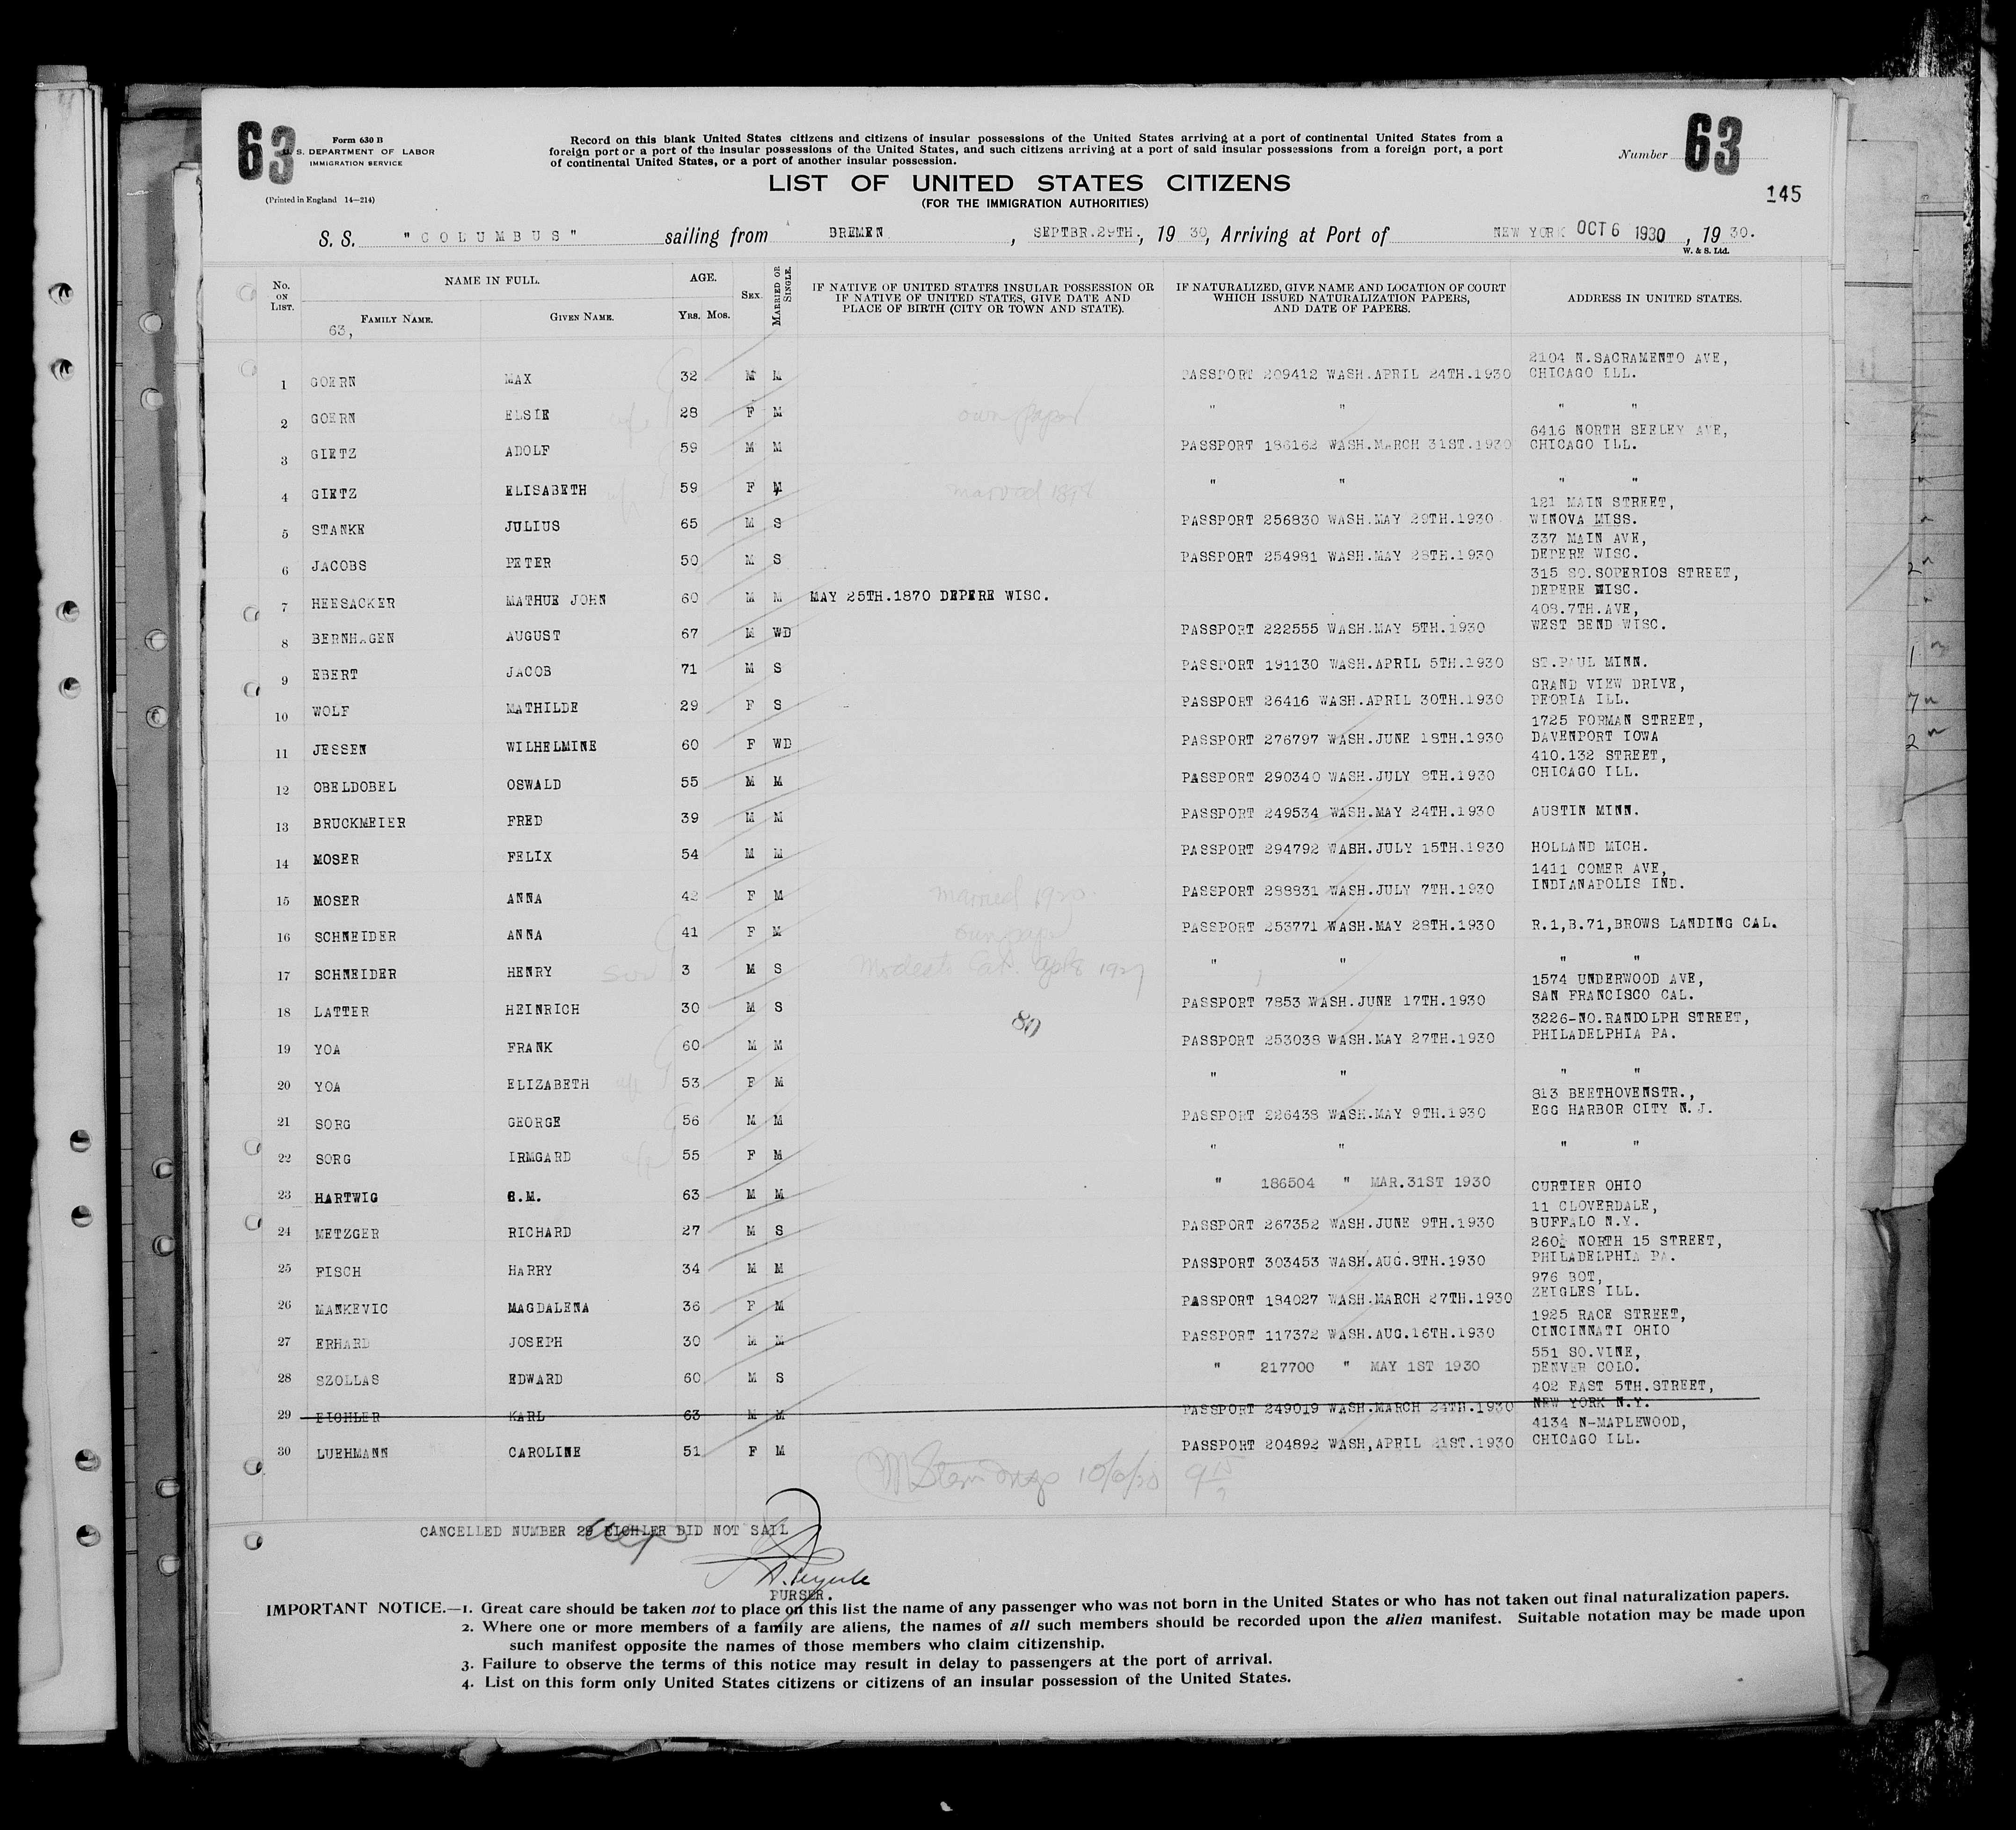 63
Form 630 B
U. S. DEPARTMENT OF LABOR
IMMIGRATION SERVICE
(Printed in England 14—214)
Record on this blank United States citizens and citizens of insular possessions of the United States arriving at a port of continental United States from a
foreign port or a port of the insular possessions of the United States, and such citizens arriving at a port of said insular possessions from a foreign port, a port
of continental United States, or a port of another insular possession.
Number 63
145
LIST OF UNITED STATES CITIZENS
(FOR THE IMMIGRATION AUTHORITIES)
S. S. "COLUMBUS" sailing from BREMEN, SEPTBR.29TH., 19 30, Arriving at Port of NEW YORK OCT 6 1930, 19 30.
W. & S. Ltd.
No. ON LIST. NAME IN FULL. FAMILY NAME. GIVEN NAME. AGE. YRS. MOS. SEX. MARRIED OR SINGLE. IF NATIVE OF UNITED STATES INSULAR POSSESSION OR IF NATIVE OF UNITED STATES, GIVE DATE AND PLACE OF BIRTH (CITY OR TOWN AND STATE). IF NATURALIZED, GIVE NAME AND LOCATION OF COURT WHICH ISSUED NATURALIZATION PAPERS, AND DATE OF PAPERS. ADDRESS IN UNITED STATES.
63,
1 GOERN MAX 32 M M PASSPORT 209412 WASH.APRIL 24TH.1930 2104 N.SACRAMENTO AVE, CHICAGO ILL.
2 GOERN ELSIE 28 F M own paper " " " "
3 GIETZ ADOLF 59 M M PASSPORT 186162 WASH.MARCH 31ST.1930 6416 NORTH SEELEY AVE, CHICAGO ILL.
4 GIETZ ELISABETH 59 F M married 1898 " " " "
5 STANKE JULIUS 65 M S PASSPORT 256830 WASH.MAY 29TH.1930 121 MAIN STREET, WINOVA MISS.
6 JACOBS PETER 50 M S PASSPORT 254981 WASH.MAY 28TH.1930 337 MAIN AVE, DEPERE WISC.
7 HEESACKER MATHUE JOHN 60 M M MAY 25TH.1870 DEPERE WISC. 315 SO.SOPERIOS STREET, DEPERE WISC.
8 BERNHAGEN AUGUST 67 M WD PASSPORT 222555 WASH.MAY 5TH.1930 408.7TH.AVE, WEST BEND WISC.
9 EBERT JACOB 71 M S PASSPORT 191130 WASH.APRIL 5TH.1930 ST.PAUL MINN.
10 WOLF MATHILDE 29 F S PASSPORT 26416 WASH.APRIL 30TH.1930 GRAND VIEW DRIVE, PEORIA ILL.
11 JESSEN WILHELMINE 60 F WD PASSPORT 276797 WASH.JUNE 18TH.1930 1725 FORMAN STREET, DAVENPORT IOWA
12 OBELDOBEL OSWALD 55 M M PASSPORT 290340 WASH.JULY 8TH.1930 410.132 STREET, CHICAGO ILL.
13 BRUCKMEIER FRED 39 M M PASSPORT 249534 WASH.MAY 24TH.1930 AUSTIN MINN.
14 MOSER FELIX 54 M M PASSPORT 294792 WASH.JULY 15TH.1930 HOLLAND MICH.
15 MOSER ANNA 42 F M married 1920 PASSPORT 288831 WASH.JULY 7TH.1930 1411 COMER AVE, INDIANAPOLIS IND.
16 SCHNEIDER ANNA 41 F M own paper PASSPORT 253771 WASH.MAY 28TH.1930 R.1,B.71,BROWS LANDING CAL.
17 SCHNEIDER HENRY son 3 M S Modesto Cal. Apl 8 1927 " " " "
18 LATTER HEINRICH 30 M S PASSPORT 7853 WASH.JUNE 17TH.1930 1574 UNDERWOOD AVE, SAN FRANCISCO CAL.
19 YOA FRANK 60 M M PASSPORT 253038 WASH.MAY 27TH.1930 3226-NO.RANDOLPH STREET, PHILADELPHIA PA.
20 YOA ELIZABETH 53 F M " " " "
21 SORG GEORGE 56 M M PASSPORT 226438 WASH.MAY 9TH.1930 813 BEETHOVENSTR., EGG HARBOR CITY N.J.
22 SORG IRMGARD 55 F M " " " "
23 HARTWIG C.M. 63 M M " 186504 " MAR.31ST 1930 CURTIER OHIO
24 METZGER RICHARD 27 M S PASSPORT 267352 WASH.JUNE 9TH.1930 11 CLOVERDALE, BUFFALO N.Y.
25 FISCH HARRY 34 M M PASSPORT 303453 WASH.AUG.8TH.1930 NORTH 15 STREET, PHILADELPHIA PA.
26 MANKEVIC MAGDALENA 36 F M PASSPORT 184027 WASH.MARCH 27TH.1930 976 BOT, ZEIGLES ILL.
27 ERHARD JOSEPH 30 M M PASSPORT 117372 WASH.AUG.16TH.1930 1925 RACE STREET, CINCINNATI OHIO
28 SZOLLAS EDWARD 60 M S " 217700 " MAY 1ST 1930 551 SO.VINE, DENVER COLO.
29 EICHLER KARL 63 M M PASSPORT 249019 WASH.MARCH 24TH.1930 402 EAST 5TH.STREET, NEW YORK N.Y.
30 LUEHMANN CAROLINE 51 F M PASSPORT 204892 WASH,APRIL 21ST.1930 4134 N-MAPLEWOOD, CHICAGO ILL.
10/6/30
CANCELLED NUMBER 29 EICHLER DID NOT SAIL
PURSER.
IMPORTANT NOTICE.—1. Great care should be taken not to place on this list the name of any passenger who was not born in the United States or who has not taken out final naturalization papers.
2. Where one or more members of a family are aliens, the names of all such members should be recorded upon the alien manifest. Suitable notation may be made upon
such manifest opposite the names of those members who claim citizenship.
3. Failure to observe the terms of this notice may result in delay to passengers at the port of arrival.
4. List on this form only United States citizens or citizens of an insular possession of the United States.